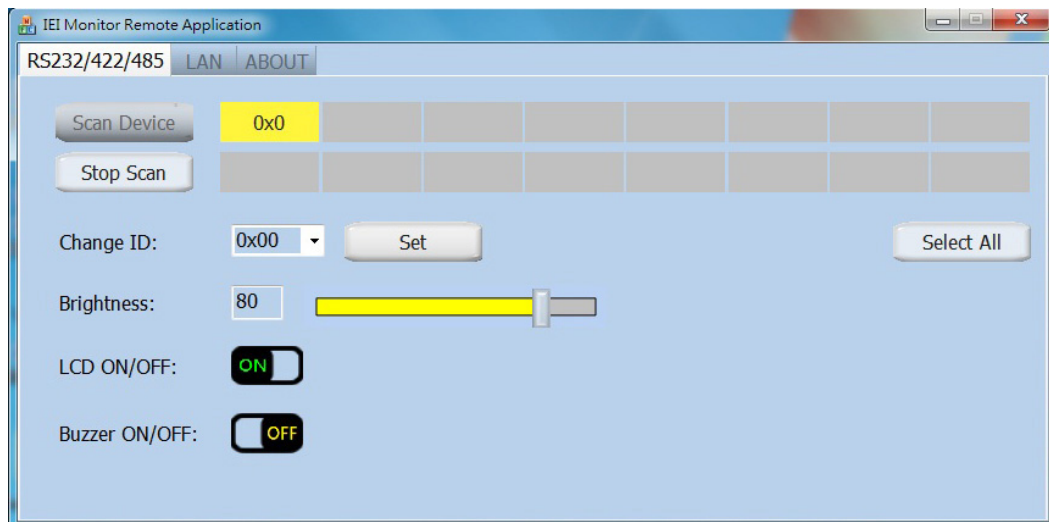 IEI Monitor Remote Application
RS232/422/485 LAN ABOUT
Scan Device 0x0
Stop Scan
Change ID: 0x00 Set Select All
Brightness: 80
LCD ON/OFF: ON
Buzzer ON/OFF: OFF